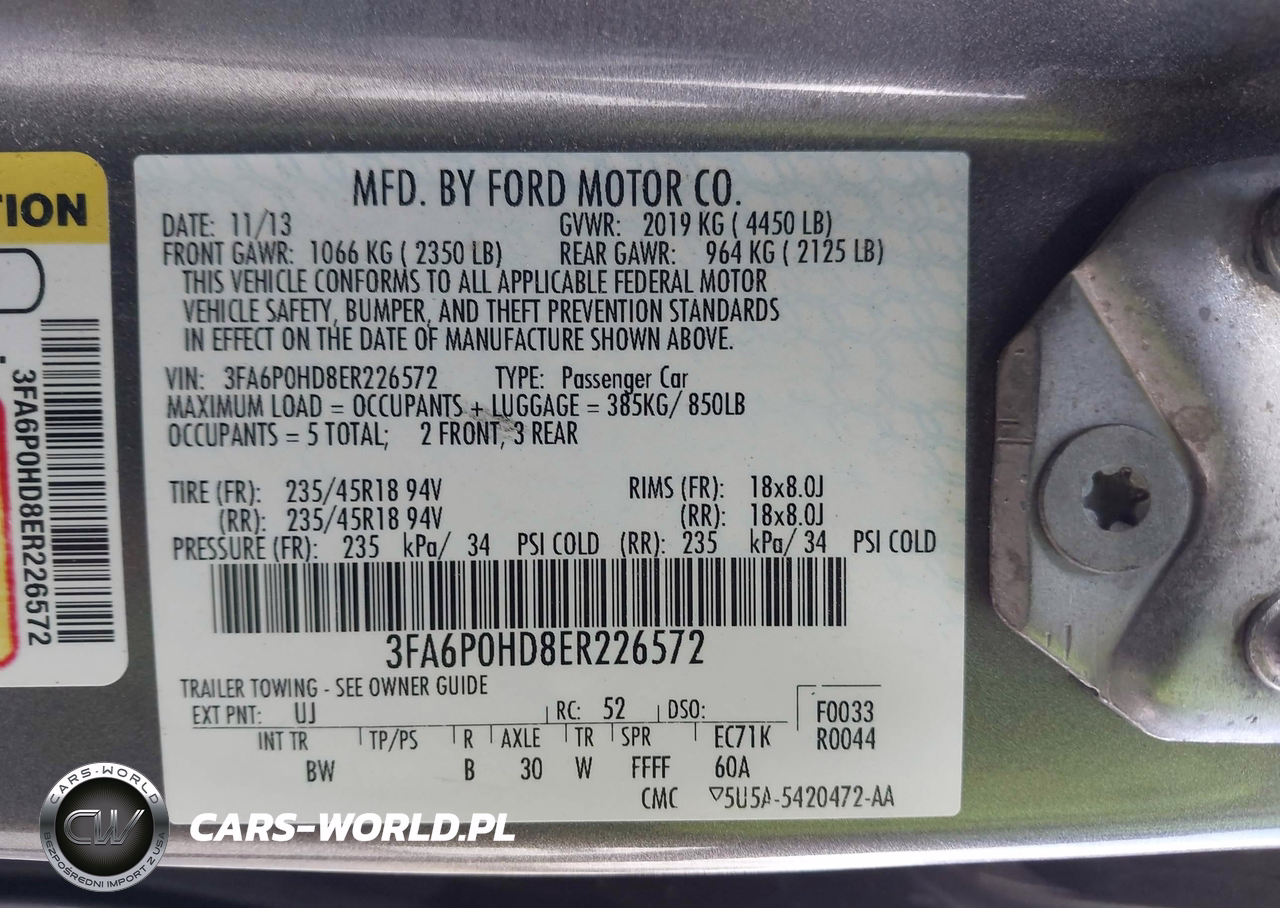 TION
3FA6P0HD8ER226572
MFD. BY FORD MOTOR CO.
DATE: 11/13 GVWR: 2019 KG ( 4450 LB)
FRONT GAWR: 1066 KG ( 2350 LB) REAR GAWR: 964 KG ( 2125 LB)
THIS VEHICLE CONFORMS TO ALL APPLICABLE FEDERAL MOTOR
VEHICLE SAFETY, BUMPER, AND THEFT PREVENTION STANDARDS
IN EFFECT ON THE DATE OF MANUFACTURE SHOWN ABOVE.
VIN: 3FA6P0HD8ER226572 TYPE: Passenger Car
MAXIMUM LOAD = OCCUPANTS + LUGGAGE = 385KG/ 850LB
OCCUPANTS = 5 TOTAL; 2 FRONT, 3 REAR
TIRE (FR): 235/45R18 94V RIMS (FR): 18x8.0J
(RR): 235/45R18 94V (RR): 18x8.0J
PRESSURE (FR): 235 kPa/ 34 PSI COLD (RR): 235 kPa/ 34 PSI COLD
3FA6P0HD8ER226572
TRAILER TOWING - SEE OWNER GUIDE
EXT PNT: UJ RC: 52 DSO: F0033
INT TR TP/PS R AXLE TR SPR EC71K R0044
BW B 30 W FFFF 60A
CMC ▽5U5A-5420472-AA
CARS-WORLD
CW
BEZPOŚREDNI IMPORT Z USA
CARS-WORLD.PL